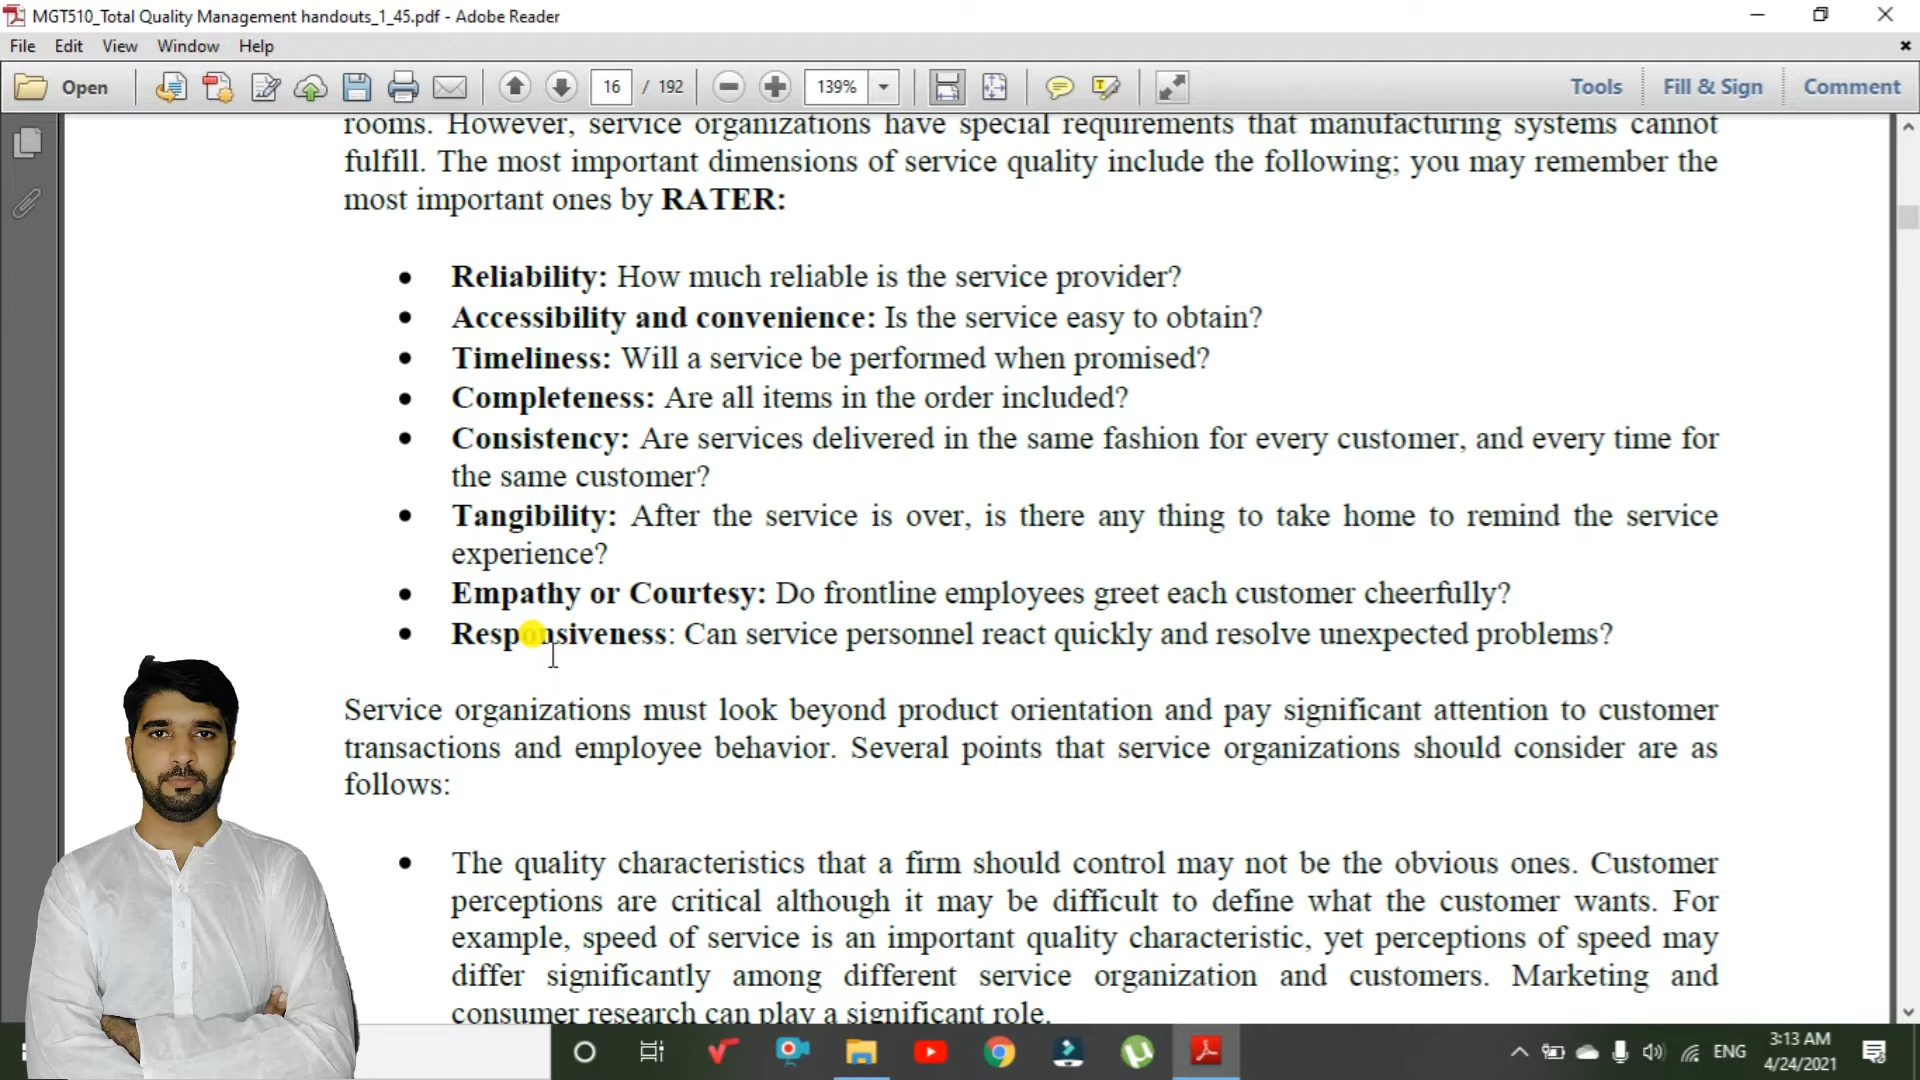 MGT510_Total Quality Management handouts_1_45.pdf - Adobe Reader
File Edit View Window Help
Open 16 / 192 139% Tools Fill & Sign Comment
rooms. However, service organizations have special requirements that manufacturing systems cannot
fulfill. The most important dimensions of service quality include the following; you may remember the
most important ones by RATER:
• Reliability: How much reliable is the service provider?
• Accessibility and convenience: Is the service easy to obtain?
• Timeliness: Will a service be performed when promised?
• Completeness: Are all items in the order included?
• Consistency: Are services delivered in the same fashion for every customer, and every time for
the same customer?
• Tangibility: After the service is over, is there any thing to take home to remind the service
experience?
• Empathy or Courtesy: Do frontline employees greet each customer cheerfully?
• Responsiveness: Can service personnel react quickly and resolve unexpected problems?
Service organizations must look beyond product orientation and pay significant attention to customer
transactions and employee behavior. Several points that service organizations should consider are as
follows:
• The quality characteristics that a firm should control may not be the obvious ones. Customer
perceptions are critical although it may be difficult to define what the customer wants. For
example, speed of service is an important quality characteristic, yet perceptions of speed may
differ significantly among different service organization and customers. Marketing and
consumer research can play a significant role.
ENG 3:13 AM
4/24/2021